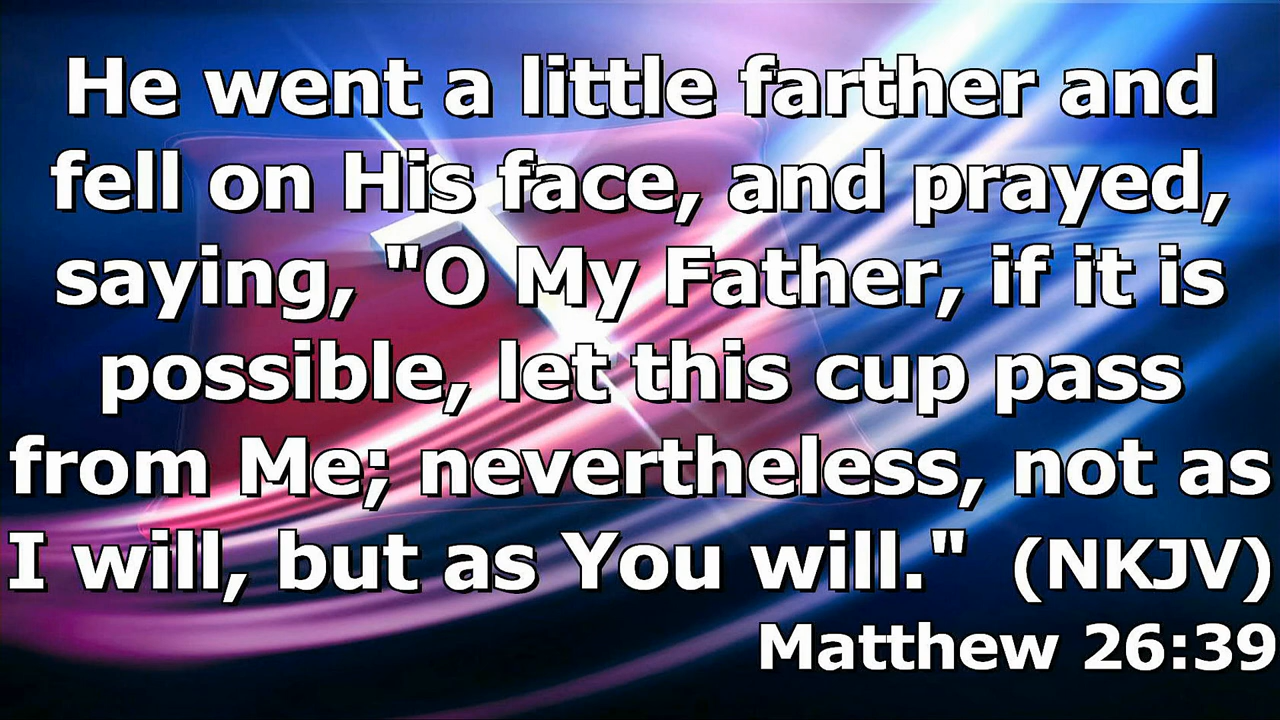 He went a little farther and
fell on His face, and prayed,
saying, "O My Father, if it is
possible, let this cup pass
from Me; nevertheless, not as
I will, but as You will." (NKJV)
Matthew 26:39